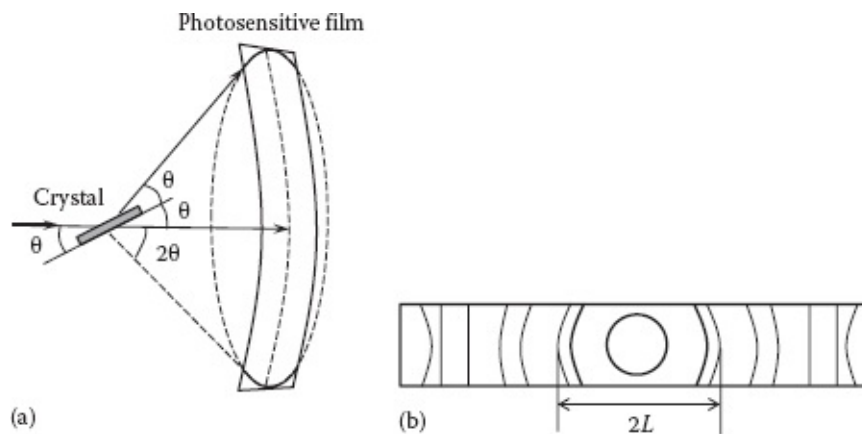 Photosensitive film
Crystal
θ
θ
θ
2θ
(a)
(b)
2L